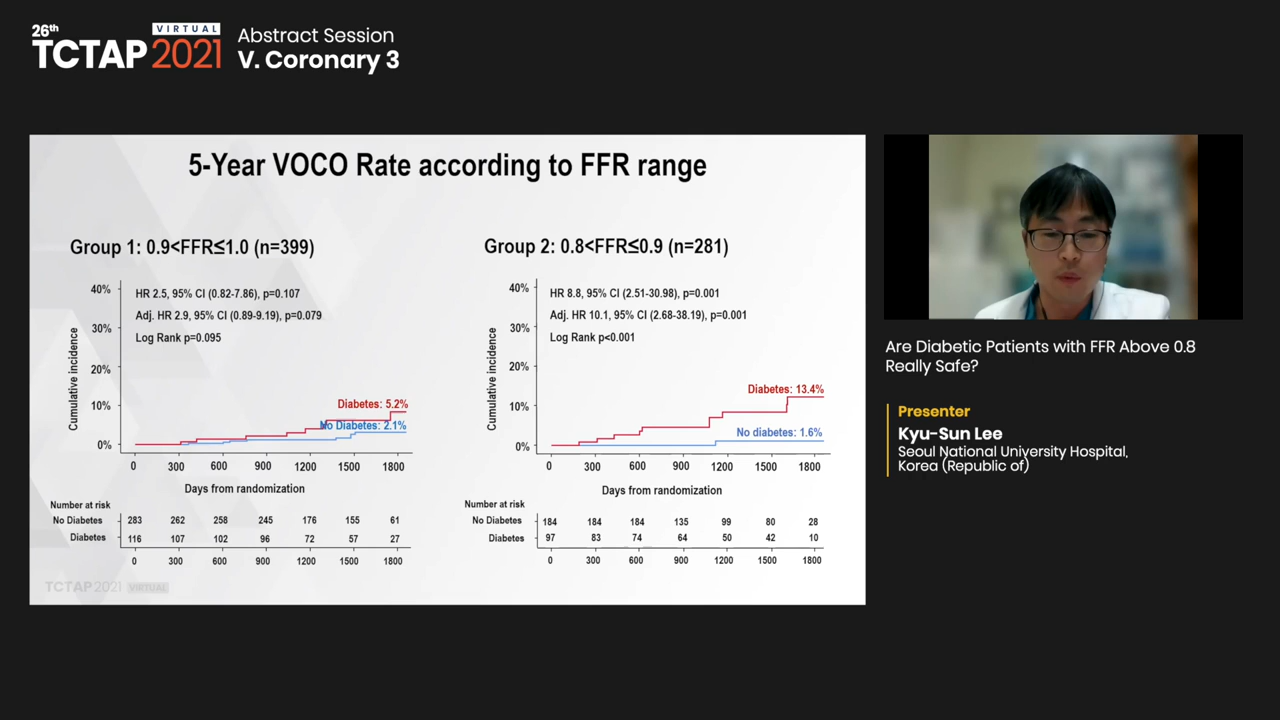 26th
VIRTUAL
TCTAP 2021
Abstract Session
V. Coronary 3
5-Year VOCO Rate according to FFR range
Group 1: 0.9<FFR≤1.0 (n=399)
HR 2.5, 95% CI (0.82-7.86), p=0.107
Adj. HR 2.9, 95% CI (0.89-9.19), p=0.079
Log Rank p=0.095
40%
30%
20%
10%
0%
Cumulative incidence
Diabetes: 5.2%
No Diabetes: 2.1%
0 300 600 900 1200 1500 1800
Days from randomization
Number at risk
No Diabetes 283 262 258 245 176 155 61
Diabetes 116 107 102 96 72 57 27
0 300 600 900 1200 1500 1800
TCTAP 2021 VIRTUAL
Group 2: 0.8<FFR≤0.9 (n=281)
HR 8.8, 95% CI (2.51-30.98), p=0.001
Adj. HR 10.1, 95% CI (2.68-38.19), p=0.001
Log Rank p<0.001
40%
30%
20%
10%
0%
Cumulative incidence
Diabetes: 13.4%
No diabetes: 1.6%
0 300 600 900 1200 1500 1800
Days from randomization
Number at risk
No Diabetes 184 184 184 135 99 80 28
Diabetes 97 83 74 64 50 42 10
0 300 600 900 1200 1500 1800
Are Diabetic Patients with FFR Above 0.8
Really Safe?
Presenter
Kyu-Sun Lee
Seoul National University Hospital,
Korea (Republic of)